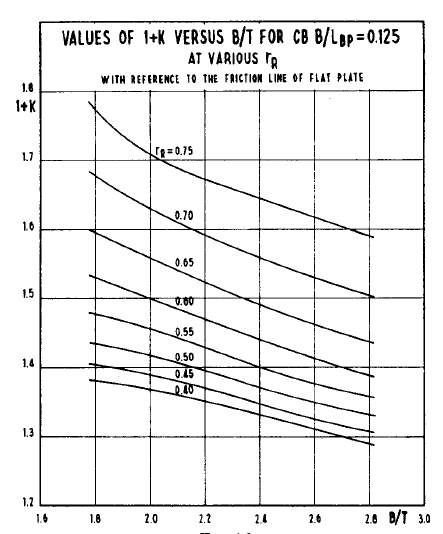 VALUES OF 1+K VERSUS B/T FOR CB B/LBP=0.125
AT VARIOUS rR
WITH REFERENCE TO THE FRICTION LINE OF FLAT PLATE
1.8
1+K
rR=0.75
1.7
0.70
1.6
0.65
0.60
1.5
0.55
0.50
1.4
0.45
0.40
1.3
1.2
1.6 1.8 2.0 2.2 2.4 2.6 2.8 B/T 3.0